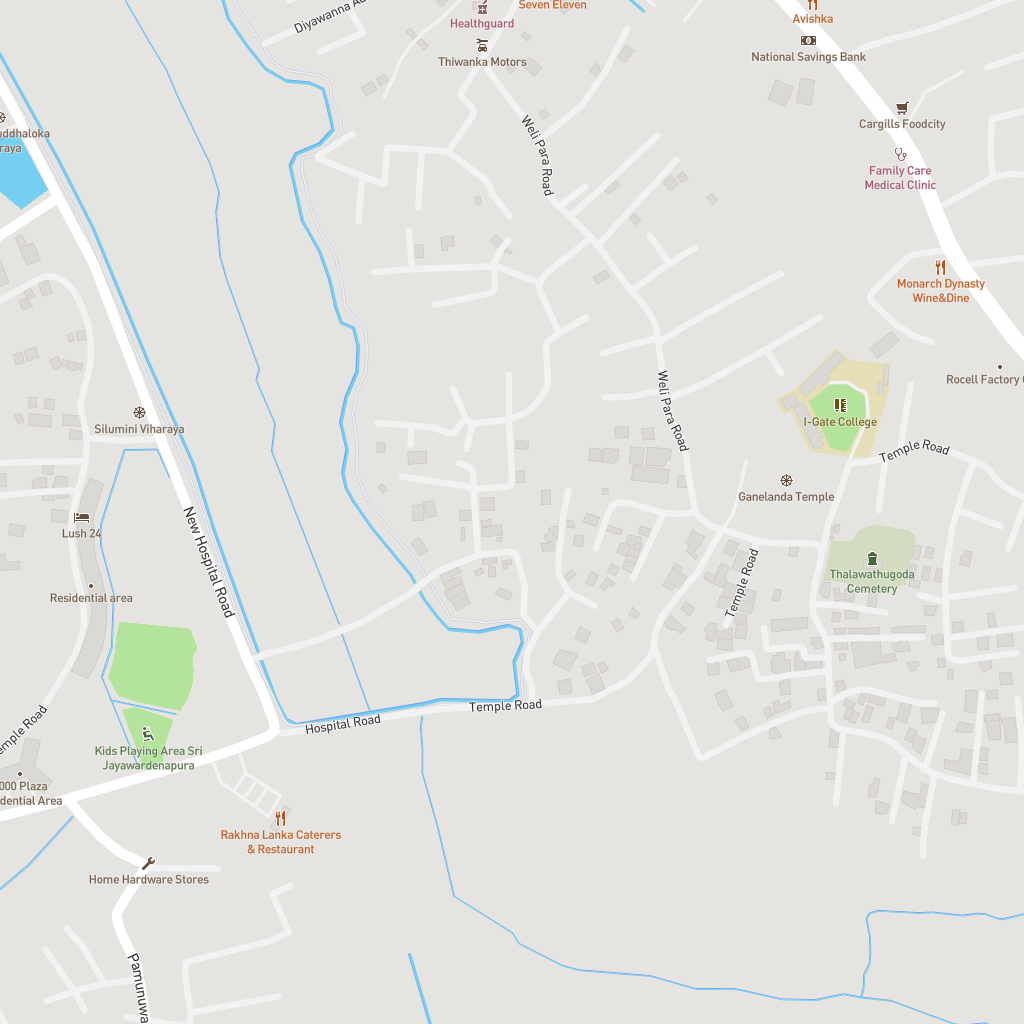 Diyawanna
Seven Eleven
Healthguard
Thiwanka Motors
Avishka
National Savings Bank
Cargills Foodcity
Family Care
Medical Clinic
Weli Para Road
Monarch Dynasty
Wine&Dine
Rocell Factory
Silumini Viharaya
Weli Para Road
I-Gate College
Temple Road
Ganelanda Temple
Lush 24
New Hospital Road
Residential area
Temple Road
Thalawathugoda
Cemetery
Temple Road
Hospital Road
Temple Road
Kids Playing Area Sri
Jayawardenapura
000 Plaza
Area
Rakhna Lanka Caterers
& Restaurant
Home Hardware Stores
Pamunuwa